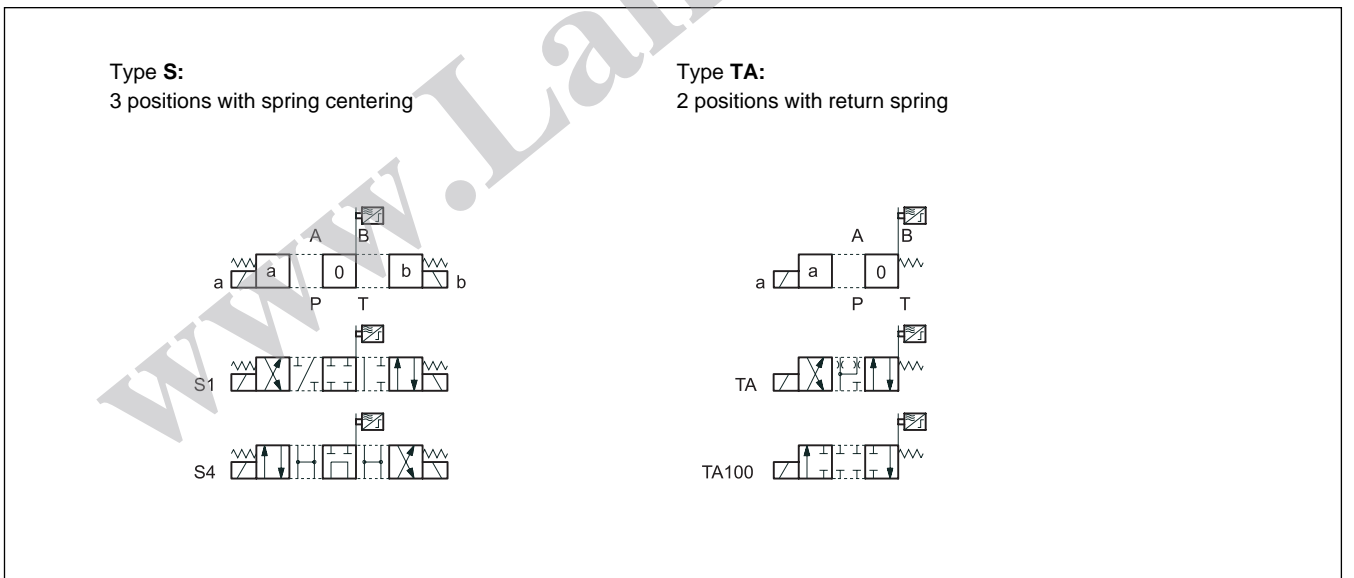 www.Lan
Type S:
3 positions with spring centering
A B
a a 0 b b
P T
S1
S4
Type TA:
2 positions with return spring
A B
a a 0
P T
TA
TA100